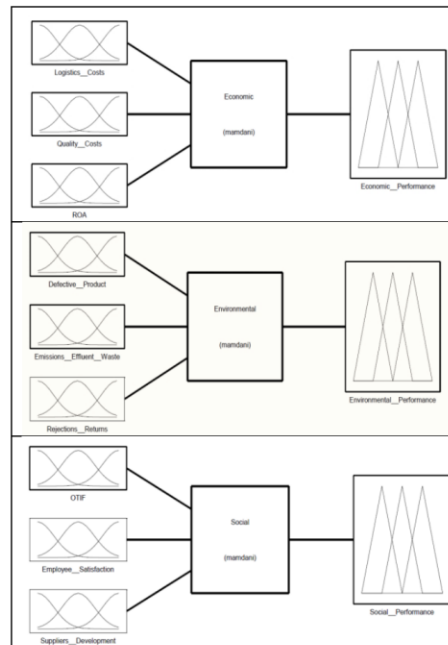 Logistics__Costs
Economic
(mamdani)
Quality__Costs
Economic__Performance
ROA
Defective__Product
Environmental
Emissions__Effluent__Waste
(mamdani)
Environmental__Performance
Rejections__Returns
OTIF
Social
Employee__Satisfaction
(mamdani)
Social__Performance
Suppliers__Development